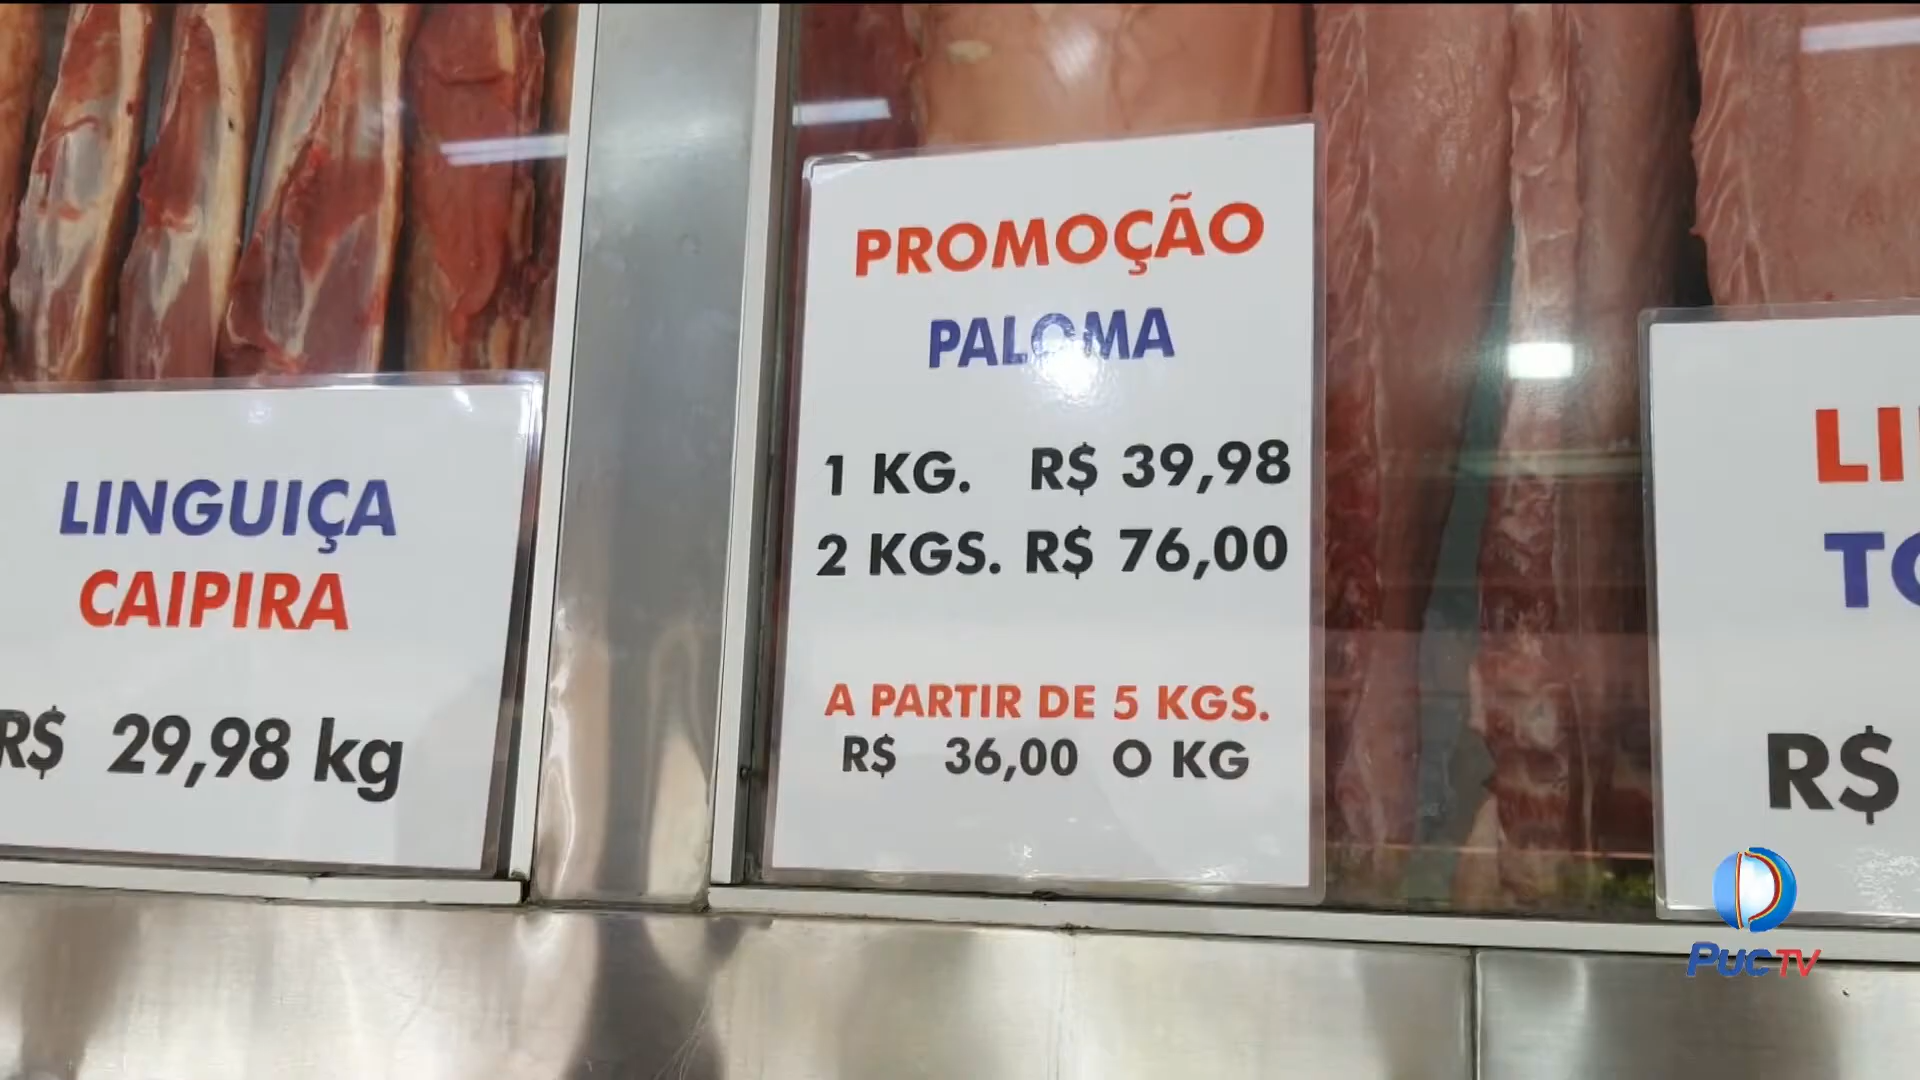 LINGUIÇA
CAIPIRA
R$ 29,98 kg
PROMOÇÃO
PALOMA
1 KG. R$ 39,98
2 KGS. R$ 76,00
A PARTIR DE 5 KGS.
R$ 36,00 O KG
R$
PUC TV